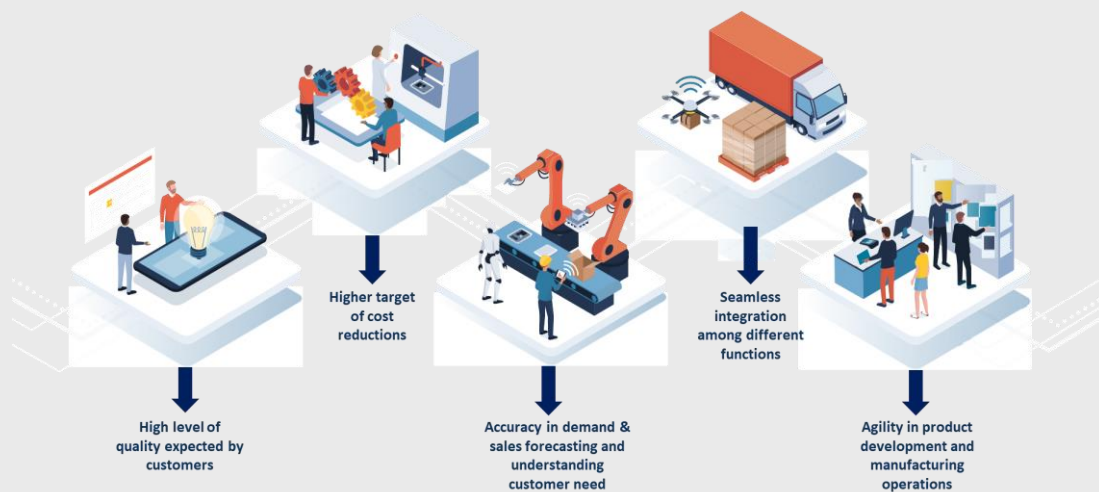 High level of
quality expected by
customers
Higher target
of cost
reductions
Accuracy in demand &
sales forecasting and
understanding
customer need
Seamless
integration
among different
functions
Agility in product
development and
manufacturing
operations